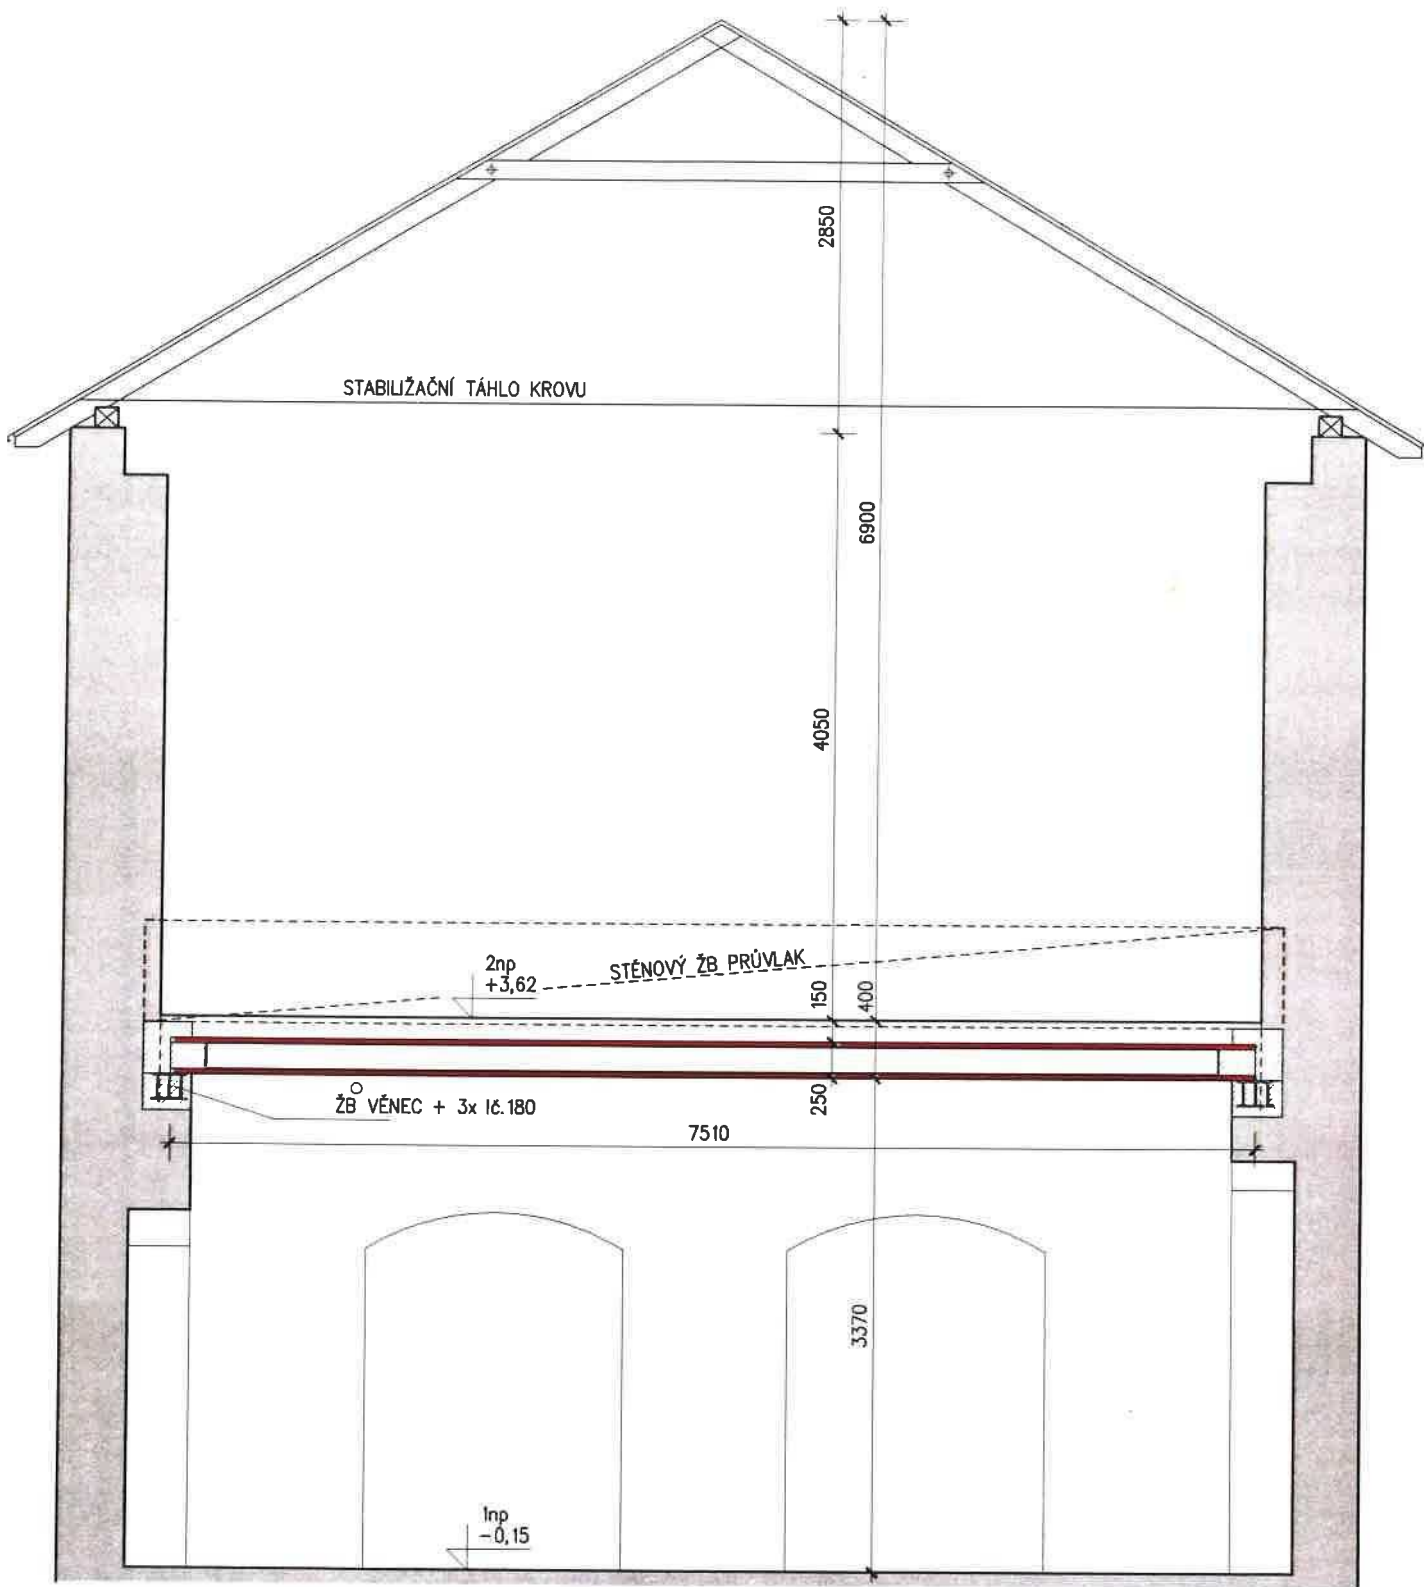 2850
STABILIŽAČNÍ TÁHLO KROVU
6900
4050
2np
+3,62
STĚNOVÝ ŽB PRŮVLAK
150
400
ŽB VĚNEC + 3x Ič.180
250
7510
3370
1np
-0,15